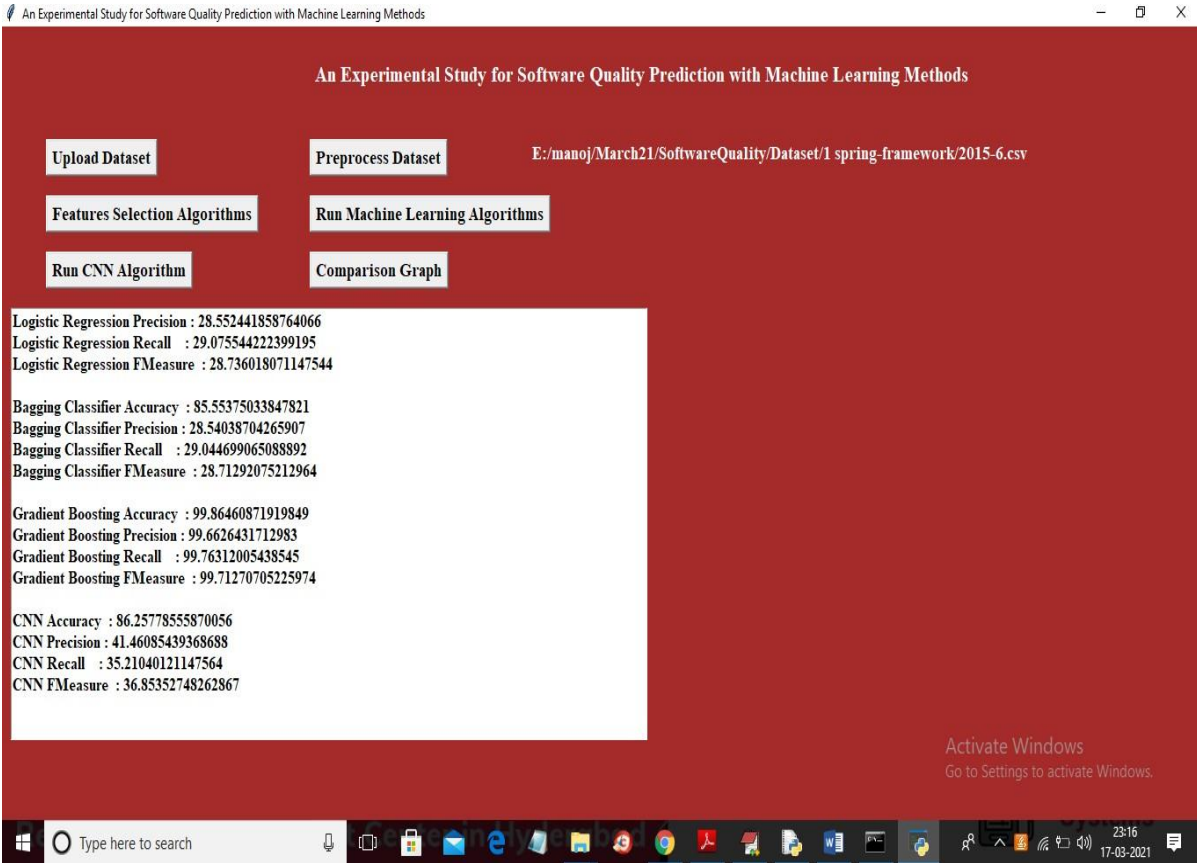 An Experimental Study for Software Quality Prediction with Machine Learning Methods
An Experimental Study for Software Quality Prediction with Machine Learning Methods
Upload Dataset
Preprocess Dataset
E:/manoj/March21/SoftwareQuality/Dataset/1 spring-framework/2015-6.csv
Features Selection Algorithms
Run Machine Learning Algorithms
Run CNN Algorithm
Comparison Graph
Logistic Regression Precision : 28.552441858764066
Logistic Regression Recall : 29.075544222399195
Logistic Regression FMeasure : 28.736018071147544
Bagging Classifier Accuracy : 85.55375033847821
Bagging Classifier Precision : 28.54038704265907
Bagging Classifier Recall : 29.044699065088892
Bagging Classifier FMeasure : 28.71292075212964
Gradient Boosting Accuracy : 99.86460871919849
Gradient Boosting Precision : 99.6626431712983
Gradient Boosting Recall : 99.76312005438545
Gradient Boosting FMeasure : 99.71270705225974
CNN Accuracy : 86.25778555870056
CNN Precision : 41.46085439368688
CNN Recall : 35.21040121147564
CNN FMeasure : 36.85352748262867
Activate Windows
Go to Settings to activate Windows.
Type here to search
23:16
17-03-2021